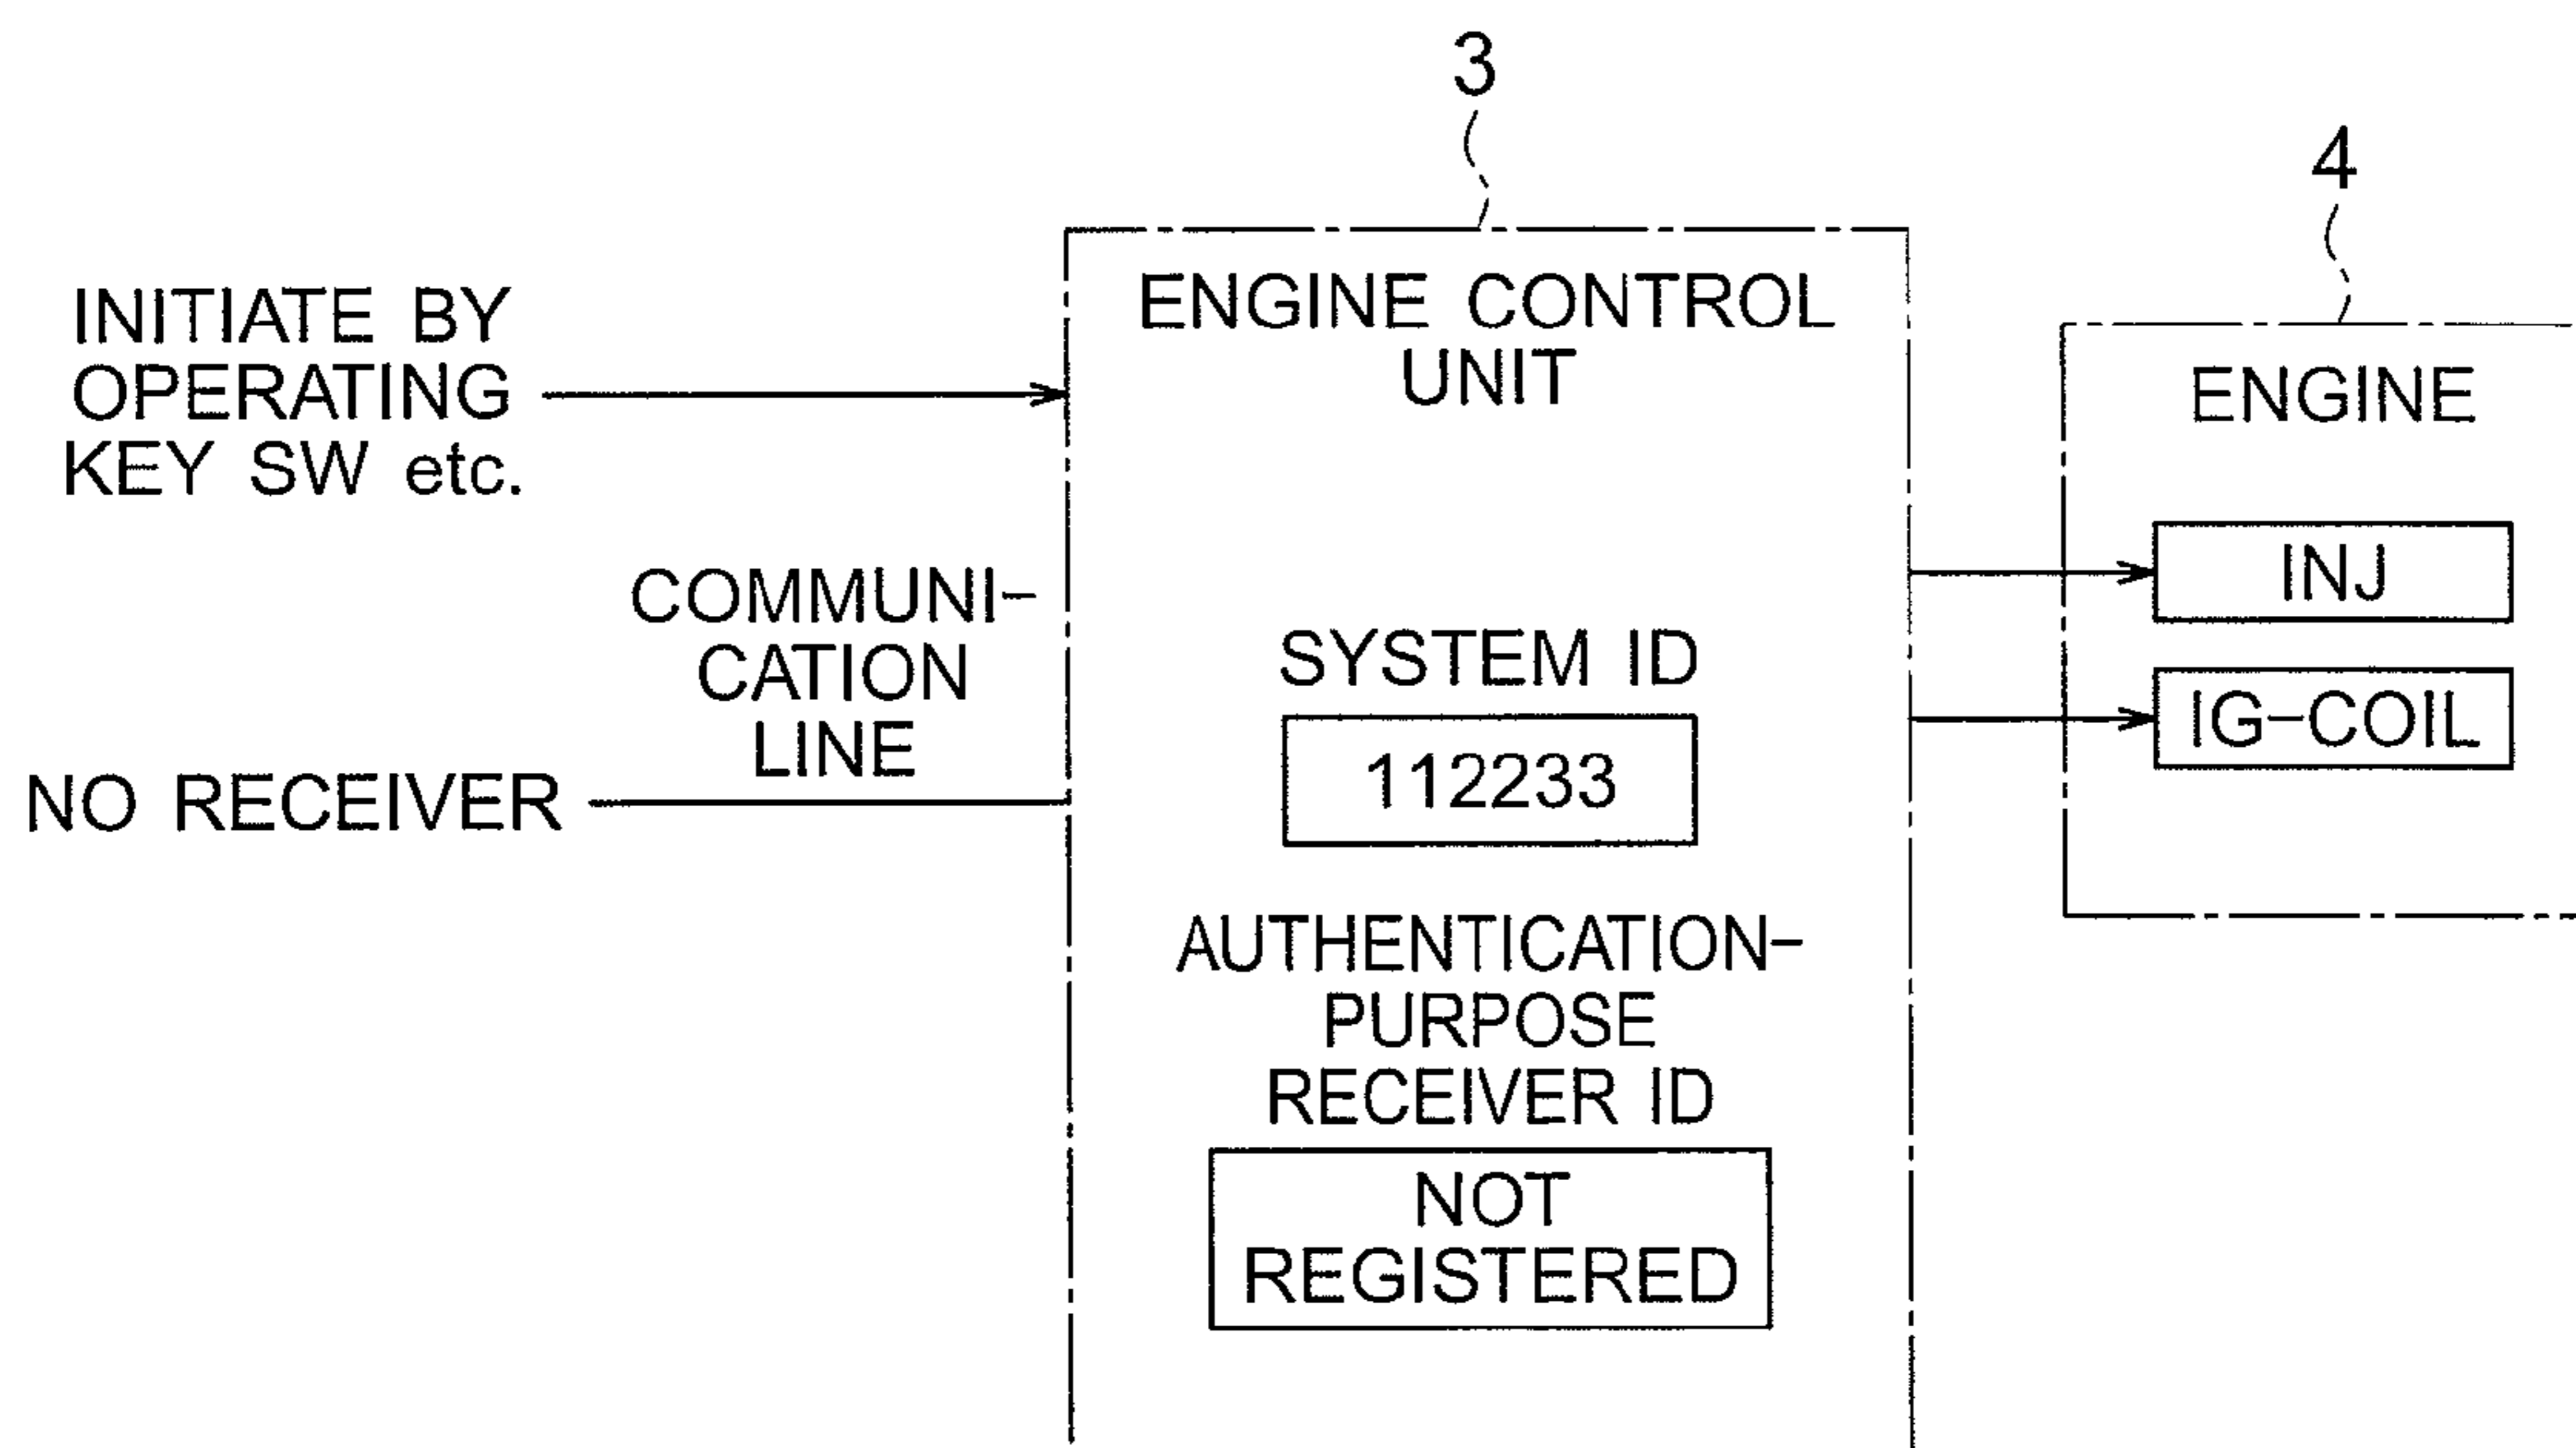 3
4
INITIATE BY
OPERATING
KEY SW etc.
COMMUNI-
CATION
LINE
NO RECEIVER
ENGINE CONTROL
UNIT
SYSTEM ID
112233
AUTHENTICATION-
PURPOSE
RECEIVER ID
NOT
REGISTERED
ENGINE
INJ
IG-COIL